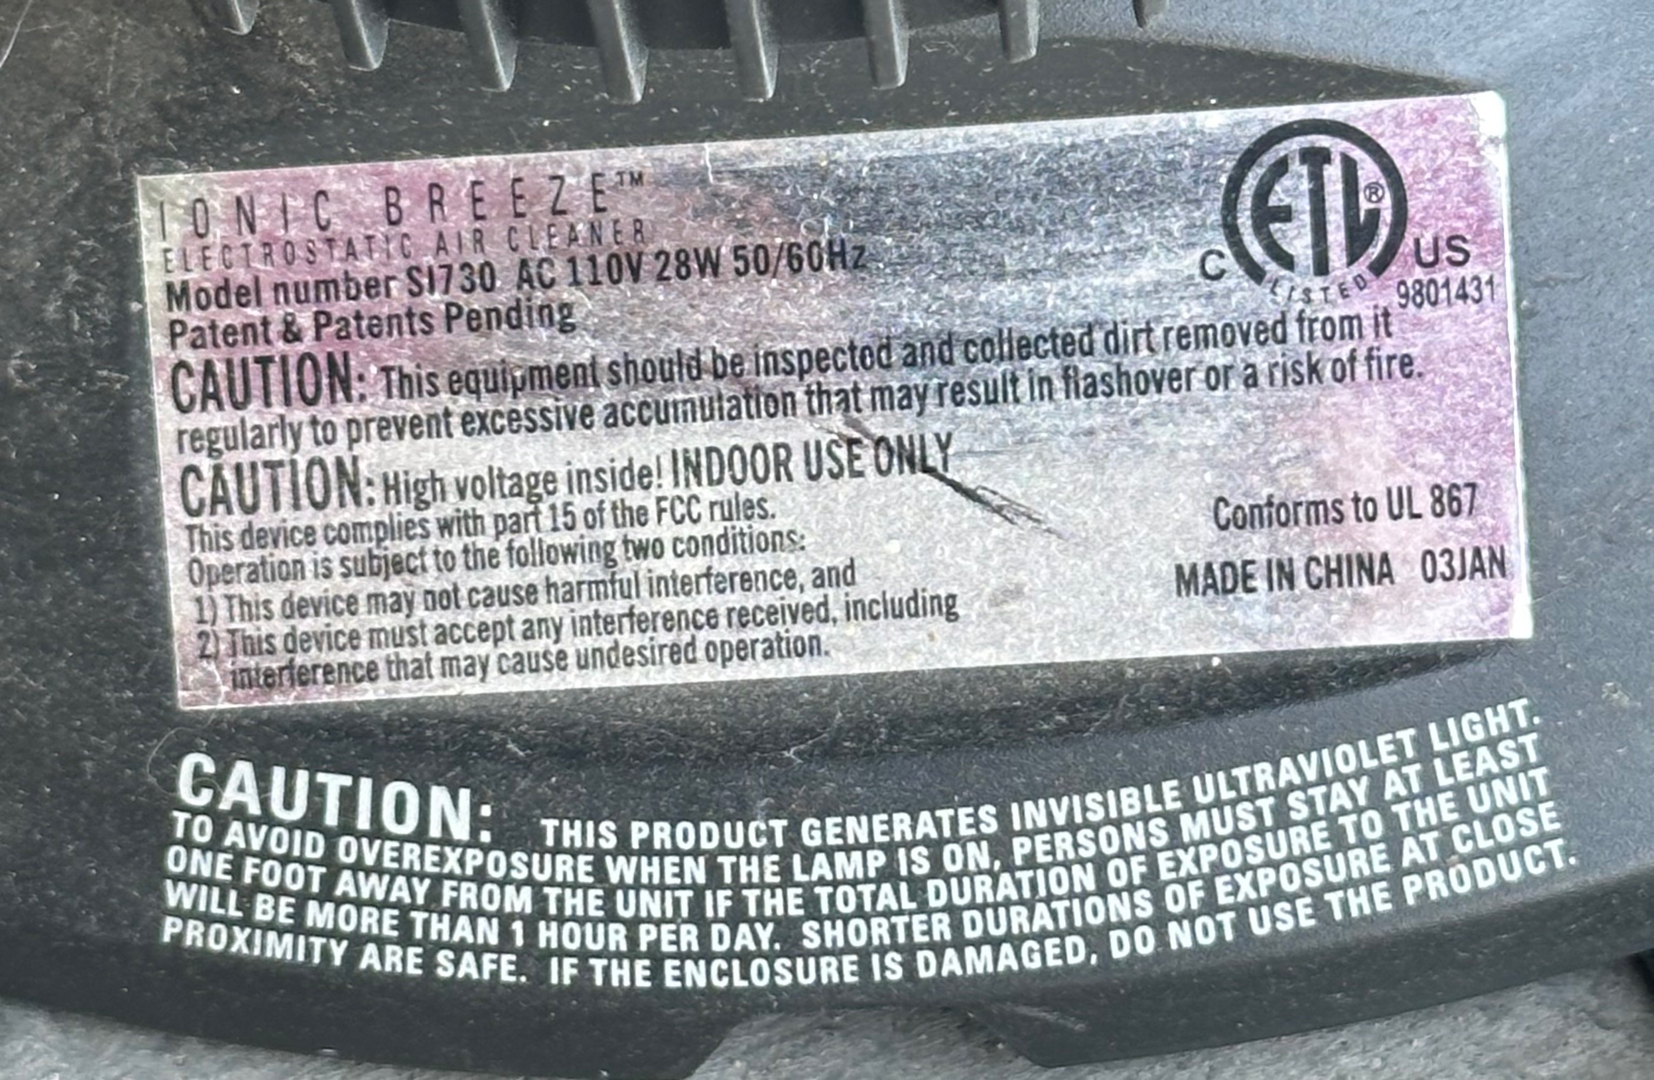 IONIC BREEZE™
ELECTROSTATIC AIR CLEANER
Model number SI730 AC 110V 28W 50/60Hz
Patent & Patents Pending
C ETL® US
LISTED
9801431
CAUTION: This equipment should be inspected and collected dirt removed from it
regularly to prevent excessive accumulation that may result in flashover or a risk of fire.
CAUTION: High voltage inside! INDOOR USE ONLY
This device complies with part 15 of the FCC rules.
Operation is subject to the following two conditions:
1) This device may not cause harmful interference, and
2) This device must accept any interference received, including
interference that may cause undesired operation.
Conforms to UL 867
MADE IN CHINA 03JAN
CAUTION: THIS PRODUCT GENERATES INVISIBLE ULTRAVIOLET LIGHT.
TO AVOID OVEREXPOSURE WHEN THE LAMP IS ON, PERSONS MUST STAY AT LEAST
ONE FOOT AWAY FROM THE UNIT IF THE TOTAL DURATION OF EXPOSURE TO THE UNIT
WILL BE MORE THAN 1 HOUR PER DAY. SHORTER DURATIONS OF EXPOSURE AT CLOSE
PROXIMITY ARE SAFE. IF THE ENCLOSURE IS DAMAGED, DO NOT USE THE PRODUCT.